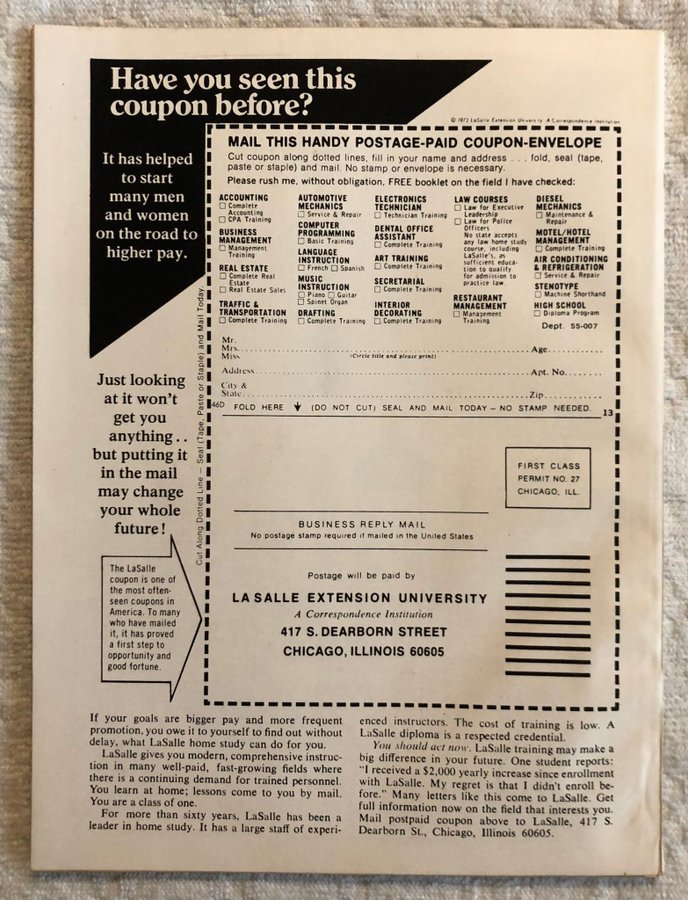 Have you seen this
coupon before?
© 1972 LaSalle Extension University A Correspondence Institution
It has helped
to start
many men
and women
on the road to
higher pay.
MAIL THIS HANDY POSTAGE-PAID COUPON-ENVELOPE
Cut coupon along dotted lines, fill in your name and address . . . fold, seal (tape,
paste or staple) and mail. No stamp or envelope is necessary.
Please rush me, without obligation, FREE booklet on the field I have checked:
ACCOUNTING
Complete
Accounting
CPA Training
BUSINESS
MANAGEMENT
Management
Training
REAL ESTATE
Complete Real
Estate
Real Estate Sales
TRAFFIC &
TRANSPORTATION
Complete Training
AUTOMOTIVE
MECHANICS
Service & Repair
COMPUTER
PROGRAMMING
Basic Training
LANGUAGE
INSTRUCTION
French Spanish
MUSIC
INSTRUCTION
Piano Guitar
Spinet Organ
DRAFTING
Complete Training
ELECTRONICS
TECHNICIAN
Technician Training
DENTAL OFFICE
ASSISTANT
Complete Training
ART TRAINING
Complete Training
SECRETARIAL
Complete Training
INTERIOR
DECORATING
Complete Training
LAW COURSES
Law for Executive
Leadership
Law for Police
Officers
No state accepts
any law home study
course, including
LaSalle's, as
sufficient educa-
tion to qualify
for admission to
practice law.
RESTAURANT
MANAGEMENT
Management
Training
DIESEL
MECHANICS
Maintenance &
Repair
MOTEL/HOTEL
MANAGEMENT
Complete Training
AIR CONDITIONING
& REFRIGERATION
Service & Repair
STENOTYPE
Machine Shorthand
HIGH SCHOOL
Diploma Program
Dept. 55-007
Mr.
Mrs.
Miss
(Circle title and please print)
Age
Address
Apt. No.
City &
State
Zip
46D FOLD HERE (DO NOT CUT) SEAL AND MAIL TODAY – NO STAMP NEEDED. 13
Cut Along Dotted Line — Seal (Tape, Paste or Staple) and Mail Today.
Just looking
at it won't
get you
anything . .
but putting it
in the mail
may change
your whole
future!
The LaSalle
coupon is one of
the most often-
seen coupons in
America. To many
who have mailed
it, it has proved
a first step to
opportunity and
good fortune.
FIRST CLASS
PERMIT NO. 27
CHICAGO, ILL.
BUSINESS REPLY MAIL
No postage stamp required if mailed in the United States
Postage will be paid by
LA SALLE EXTENSION UNIVERSITY
A Correspondence Institution
417 S. DEARBORN STREET
CHICAGO, ILLINOIS 60605
If your goals are bigger pay and more frequent
promotion, you owe it to yourself to find out without
delay, what LaSalle home study can do for you.
LaSalle gives you modern, comprehensive instruc-
tion in many well-paid, fast-growing fields where
there is a continuing demand for trained personnel.
You learn at home; lessons come to you by mail.
You are a class of one.
For more than sixty years, LaSalle has been a
leader in home study. It has a large staff of experi-
enced instructors. The cost of training is low. A
LaSalle diploma is a respected credential.
You should act now. LaSalle training may make a
big difference in your future. One student reports:
"I received a $2,000 yearly increase since enrollment
with LaSalle. My regret is that I didn't enroll be-
fore." Many letters like this come to LaSalle. Get
full information now on the field that interests you.
Mail postpaid coupon above to LaSalle, 417 S.
Dearborn St., Chicago, Illinois 60605.